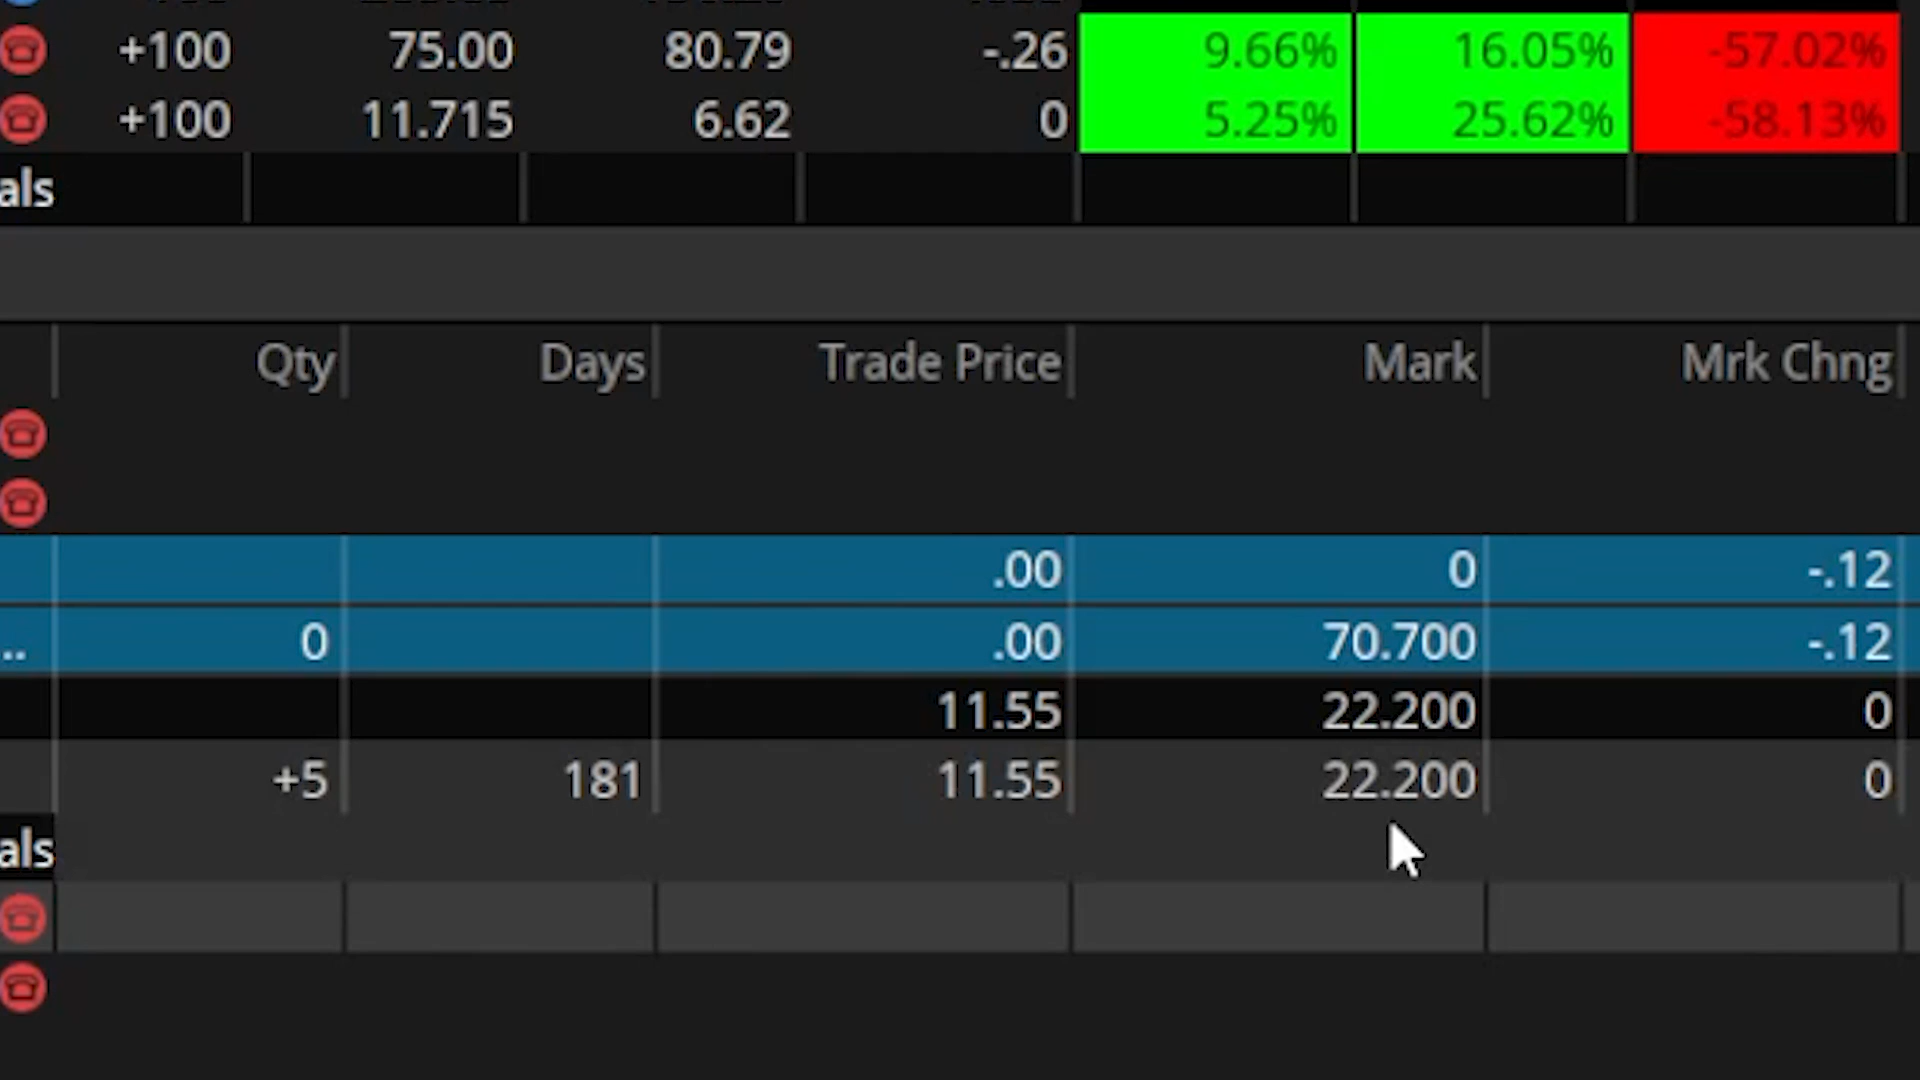 +100 75.00 80.79 -.26 9.66% 16.05% -57.02%
+100 11.715 6.62 0 5.25% 25.62% -58.13%
als
Qty Days Trade Price Mark Mrk Chng
.00 0 -.12
.. 0 .00 70.700 -.12
11.55 22.200 0
+5 181 11.55 22.200 0
als